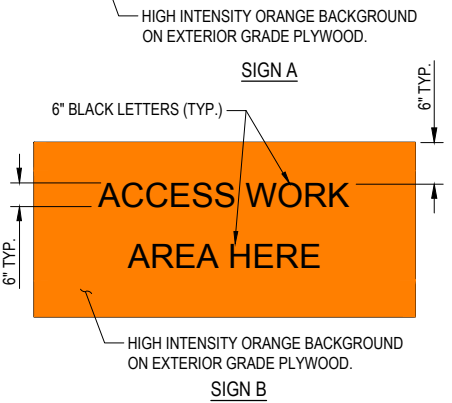 HIGH INTENSITY ORANGE BACKGROUND
ON EXTERIOR GRADE PLYWOOD.
SIGN A
6" TYP.
6" BLACK LETTERS (TYP.)
ACCESS WORK
6" TYP.
AREA HERE
HIGH INTENSITY ORANGE BACKGROUND
ON EXTERIOR GRADE PLYWOOD.
SIGN B